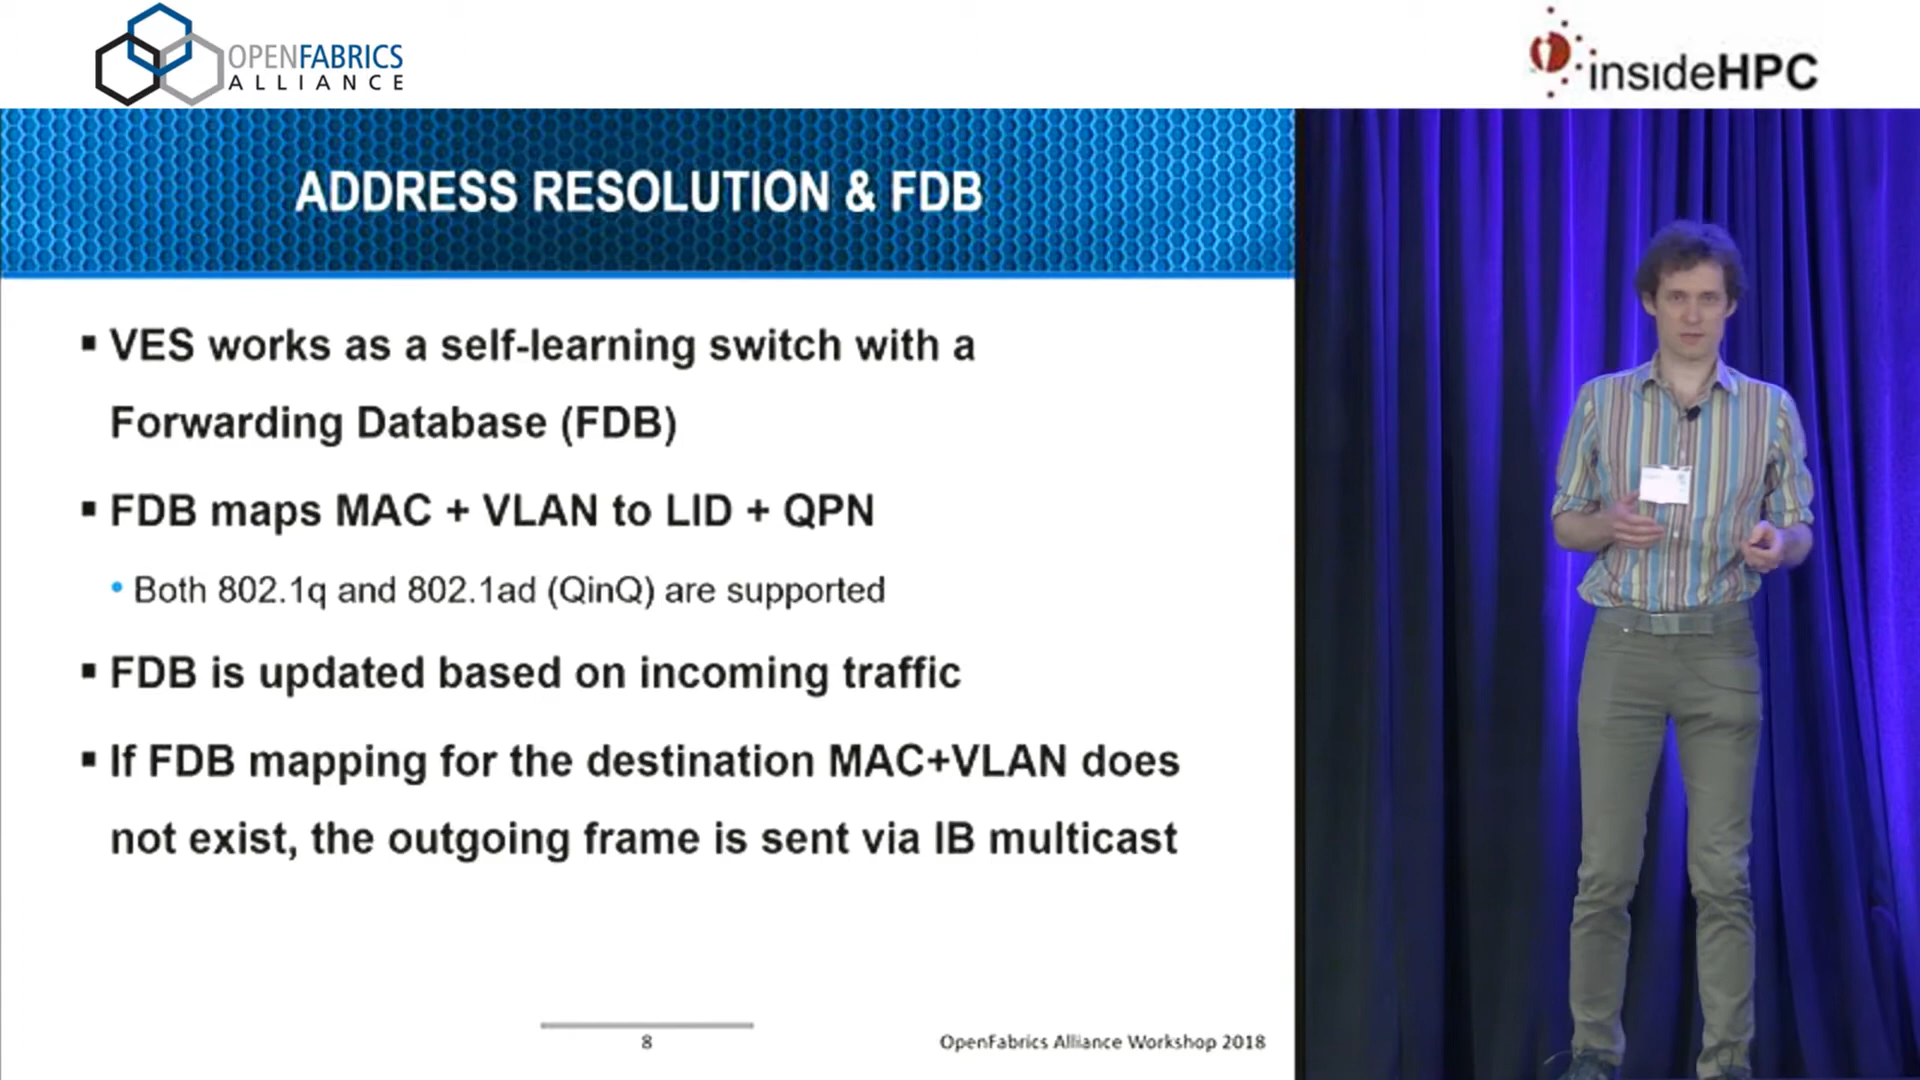 OPENFABRICS
ALLIANCE
insideHPC
ADDRESS RESOLUTION & FDB
▪ VES works as a self-learning switch with a
Forwarding Database (FDB)
▪ FDB maps MAC + VLAN to LID + QPN
• Both 802.1q and 802.1ad (QinQ) are supported
▪ FDB is updated based on incoming traffic
▪ If FDB mapping for the destination MAC+VLAN does
not exist, the outgoing frame is sent via IB multicast
8
OpenFabrics Alliance Workshop 2018